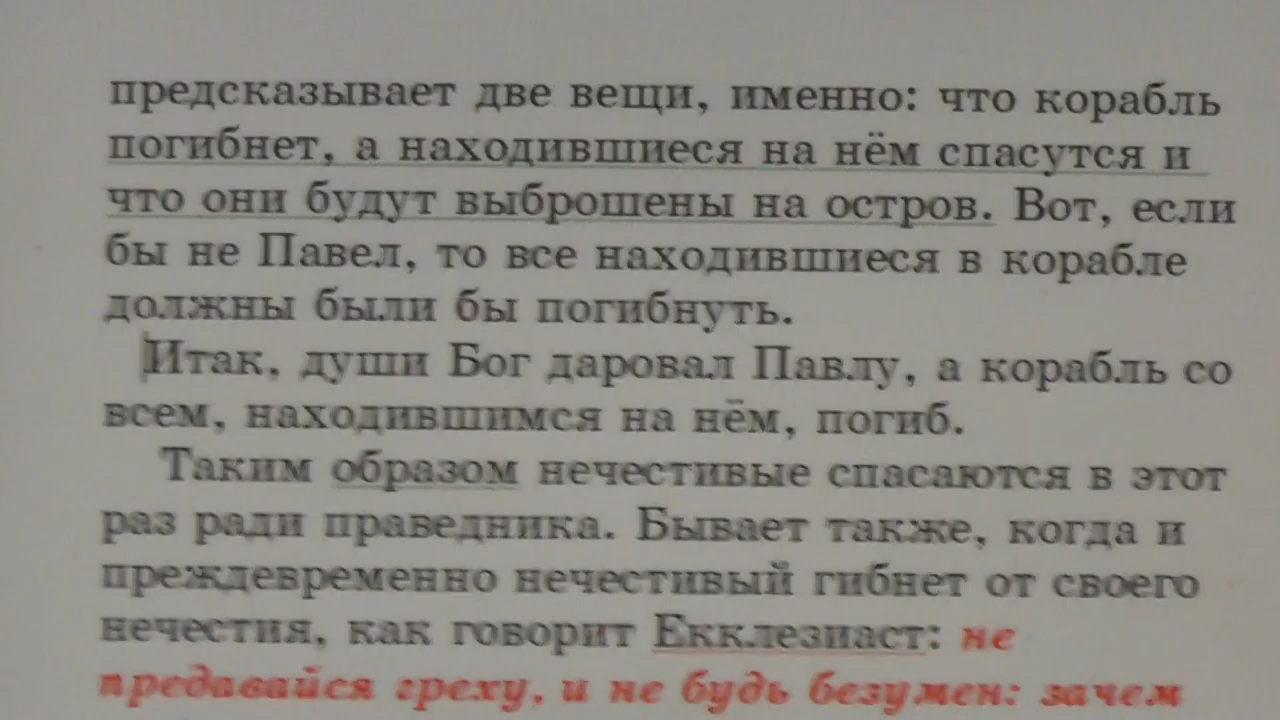 предсказывает две вещи, именно: что корабль
погибнет, а находившиеся на нём спасутся и
что они будут выброшены на остров. Вот, если
бы не Павел, то все находившиеся в корабле
должны были бы погибнуть.
Итак, души Бог даровал Павлу, а корабль со
всем, находившимся на нём, погиб.
Таким образом нечестивые спасаются в этот
раз ради праведника. Бывает также, когда и
преждевременно нечестивый гибнет от своего
нечестия, как говорит Екклезиаст: не
предавайся греху, и не будь безумен: зачем